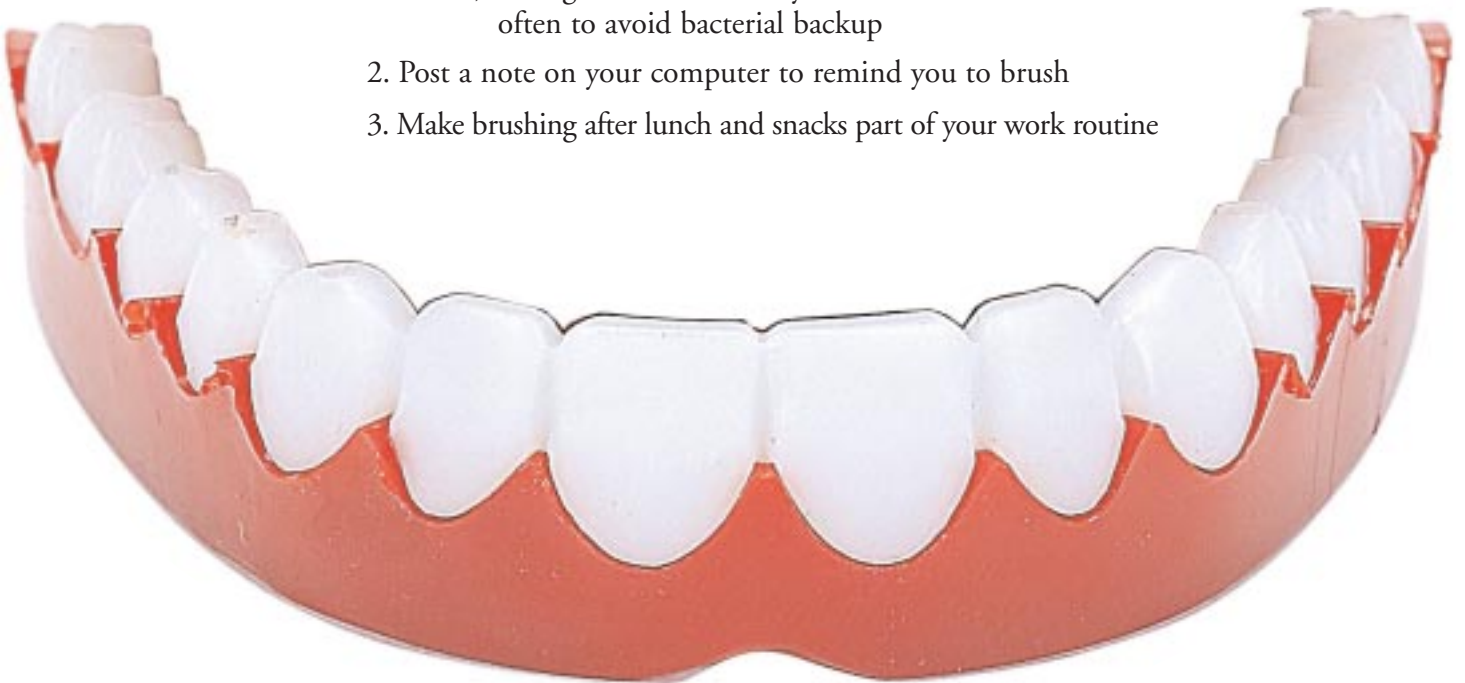 often to avoid bacterial backup
2. Post a note on your computer to remind you to brush
3. Make brushing after lunch and snacks part of your work routine